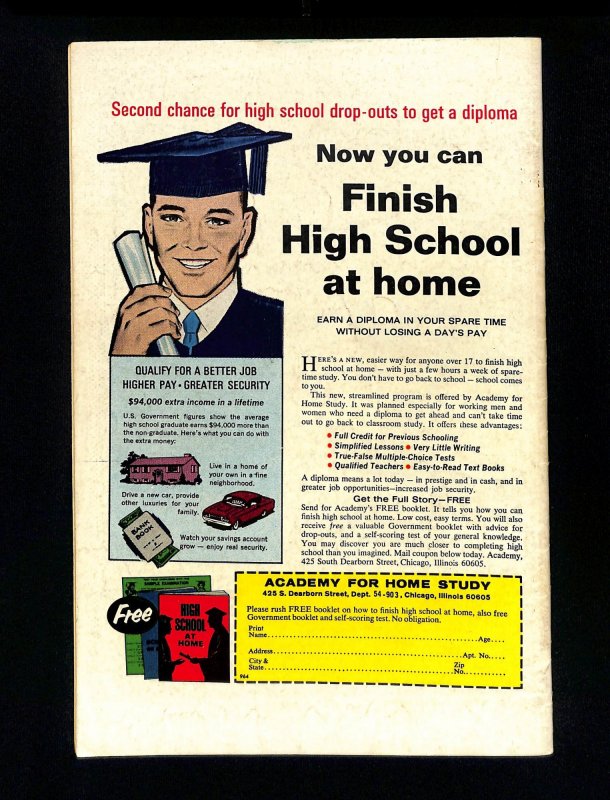 Second chance for high school drop-outs to get a diploma
Now you can
Finish
High School
at home
EARN A DIPLOMA IN YOUR SPARE TIME
WITHOUT LOSING A DAY'S PAY
QUALIFY FOR A BETTER JOB
HIGHER PAY • GREATER SECURITY
$94,000 extra income in a lifetime
U.S. Government figures show the average
high school graduate earns $94,000 more than
the non-graduate. Here's what you can do with
the extra money:
Live in a home of
your own in a fine
neighborhood.
Drive a new car, provide
other luxuries for your
family.
BANK
BOOK
Watch your savings account
grow — enjoy real security.
HERE'S A NEW, easier way for anyone over 17 to finish high
school at home — with just a few hours a week of spare-
time study. You don't have to go back to school — school comes
to you.
This new, streamlined program is offered by Academy for
Home Study. It was planned especially for working men and
women who need a diploma to get ahead and can't take time
out to go back to classroom study. It offers these advantages:
• Full Credit for Previous Schooling
• Simplified Lessons • Very Little Writing
• True-False Multiple-Choice Tests
• Qualified Teachers • Easy-to-Read Text Books
A diploma means a lot today — in prestige and in cash, and in
greater job opportunities—increased job security.
Get the Full Story—FREE
Send for Academy's FREE booklet. It tells you how you can
finish high school at home. Low cost, easy terms. You will also
receive free a valuable Government booklet with advice for
drop-outs, and a self-scoring test of your general knowledge.
You may discover you are much closer to completing high
school than you imagined. Mail coupon below today. Academy,
425 South Dearborn Street, Chicago, Illinois 60605.
Free
SAMPLE EXAMINATION
HIGH
SCHOOL
AT
HOME
ACADEMY FOR HOME STUDY
425 S. Dearborn Street, Dept. 54-903, Chicago, Illinois 60605
Please rush FREE booklet on how to finish high school at home, also free
Government booklet and self-scoring test. No obligation.
Print
Name Age
Address Apt. No.
City & Zip
State No.
964